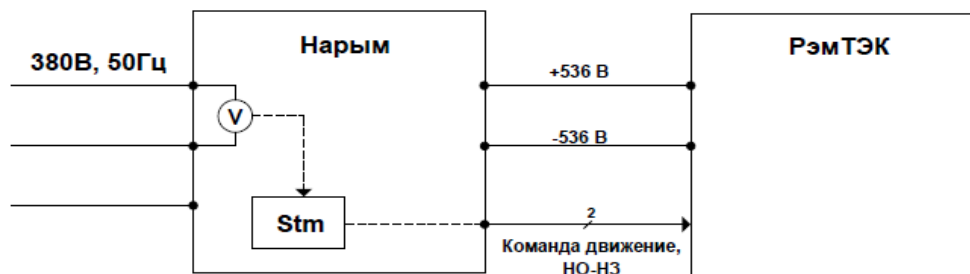 380В, 50Гц
Нарым
РэмТЭК
+536 В
-536 В
V
Stm
2
Команда движение,
НО-НЗ